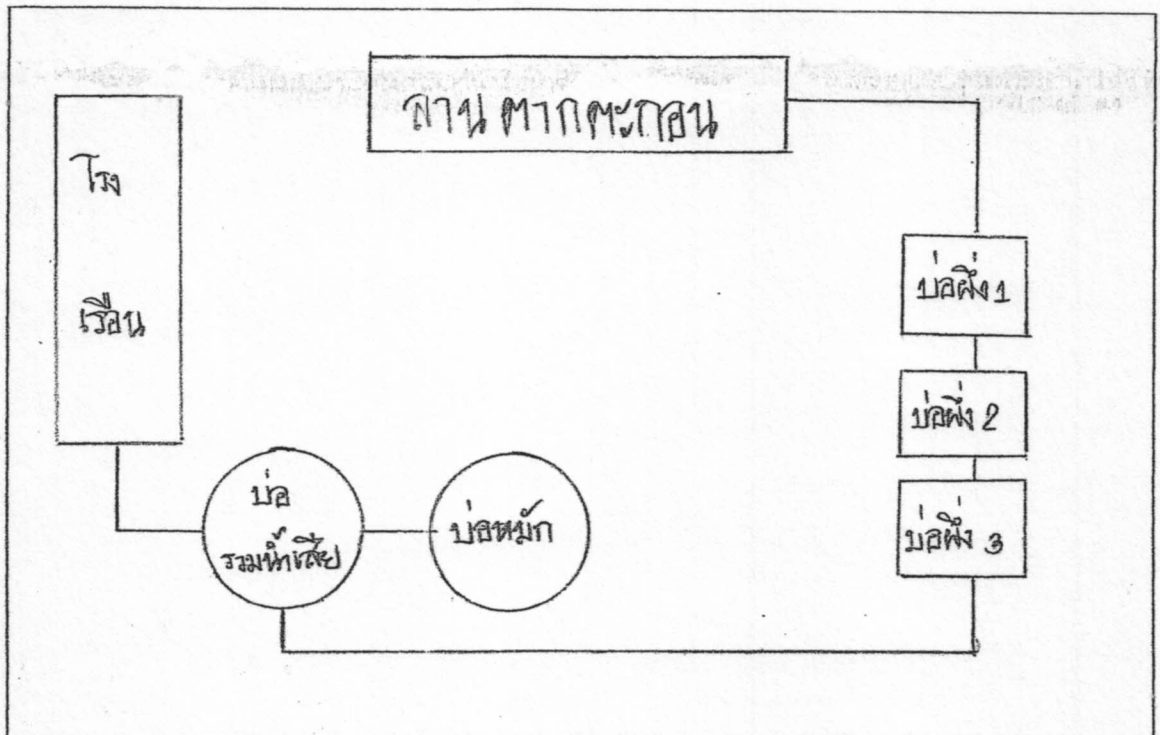 ลานตากตะกอน
โรง
เรือน
บ่อผึ่ง 1
บ่อผึ่ง 2
บ่อ
รวมน้ำเสีย
บ่อหมัก
บ่อผึ่ง 3